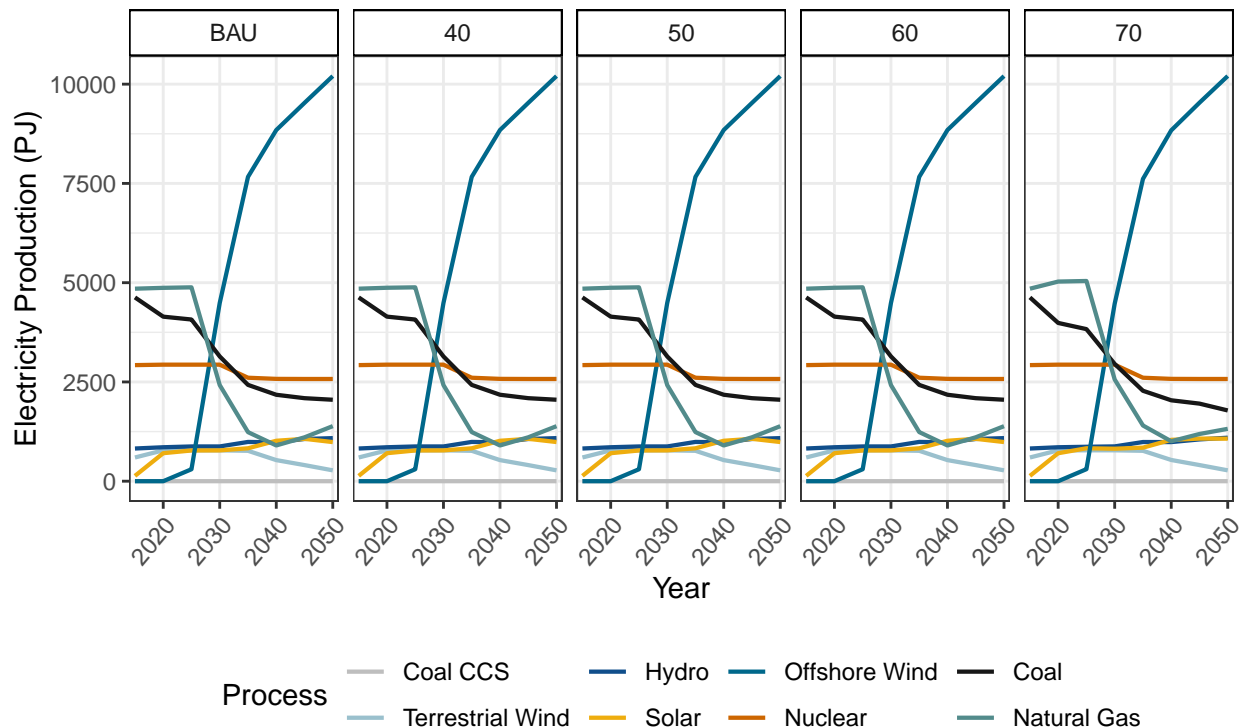 BAU 40 50 60 70
Electricity Production (PJ)
10000
7500
5000
2500
0
2020 2030 2040 2050 2020 2030 2040 2050 2020 2030 2040 2050 2020 2030 2040 2050 2020 2030 2040 2050
Year
Process
Coal CCS Hydro Offshore Wind Coal
Terrestrial Wind Solar Nuclear Natural Gas